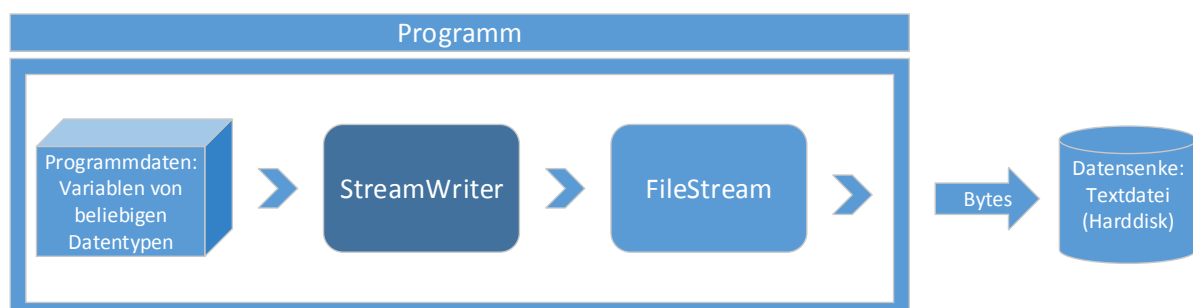 Programm
Programmdaten:
Variablen von
beliebigen
Datentypen
StreamWriter
FileStream
Bytes
Datensenke:
Textdatei
(Harddisk)